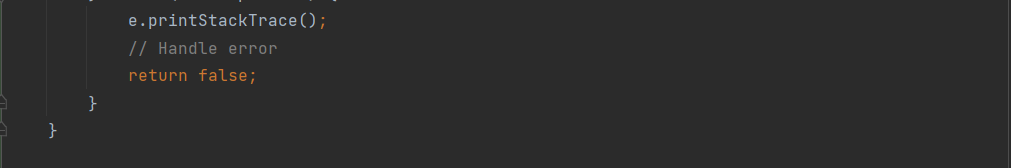 e.printStackTrace();
// Handle error
return false;
}
}